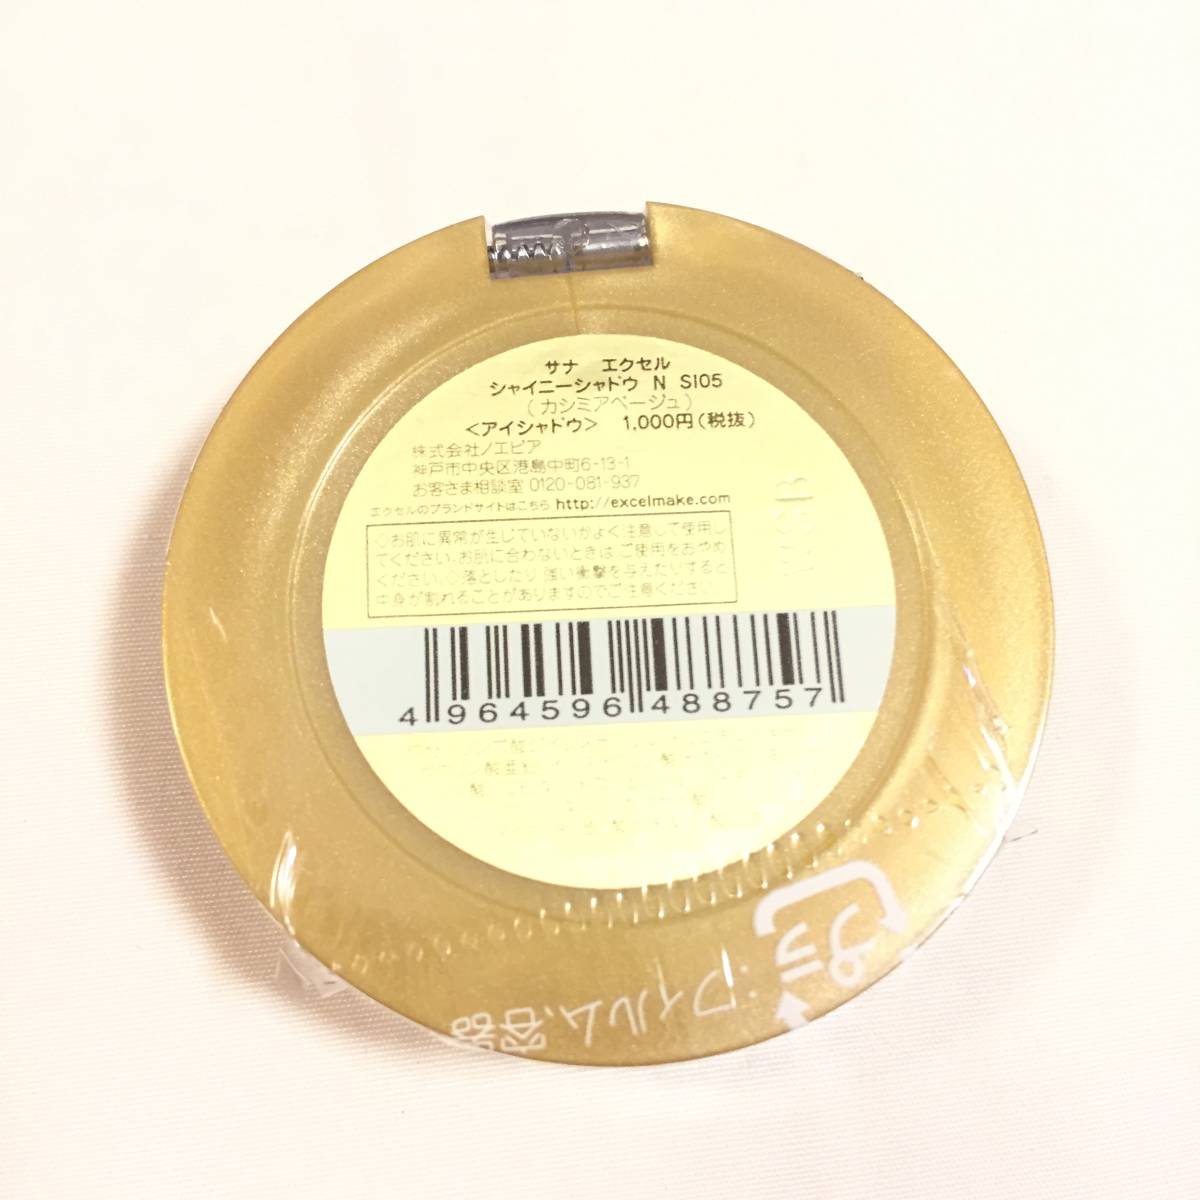 サナ エクセル
シャイニーシャドウ N SI05
(カシミアベージュ)
<アイシャドウ> 1,000円(税抜)
株式会社ノエビア
神戸市中央区港島中町6-13-1
お客さま相談室 0120-081-937
エクセルのブランドサイトはこちら http://excelmake.com
◇お肌に異常が生じていないかよく注意して使用し
てください。お肌に合わないときは、ご使用をおやめ
ください。◇落としたり 強い衝撃を与えたりすると
中身が割れることがありますのでご注意ください。
4 964596 488757
プラ
:フィルム、容器